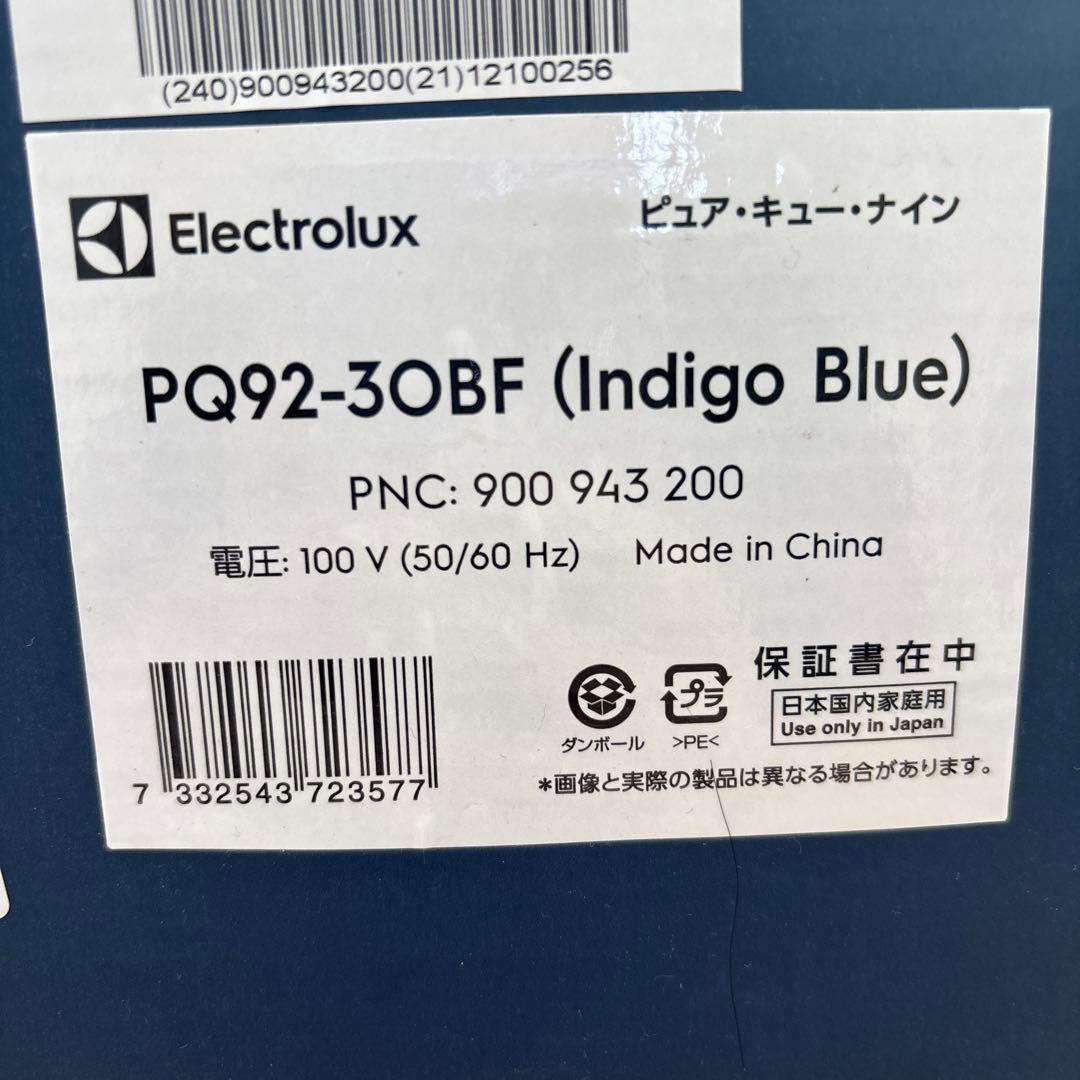 (240)900943200(21)12100256
Electrolux
ピュア・キュー・ナイン
PQ92-3OBF (Indigo Blue)
PNC: 900 943 200
電圧: 100 V (50/60 Hz) Made in China
7 332543 723577
ダンボール
プラ
>PE<
保証書在中
日本国内家庭用
Use only in Japan
*画像と実際の製品は異なる場合があります。